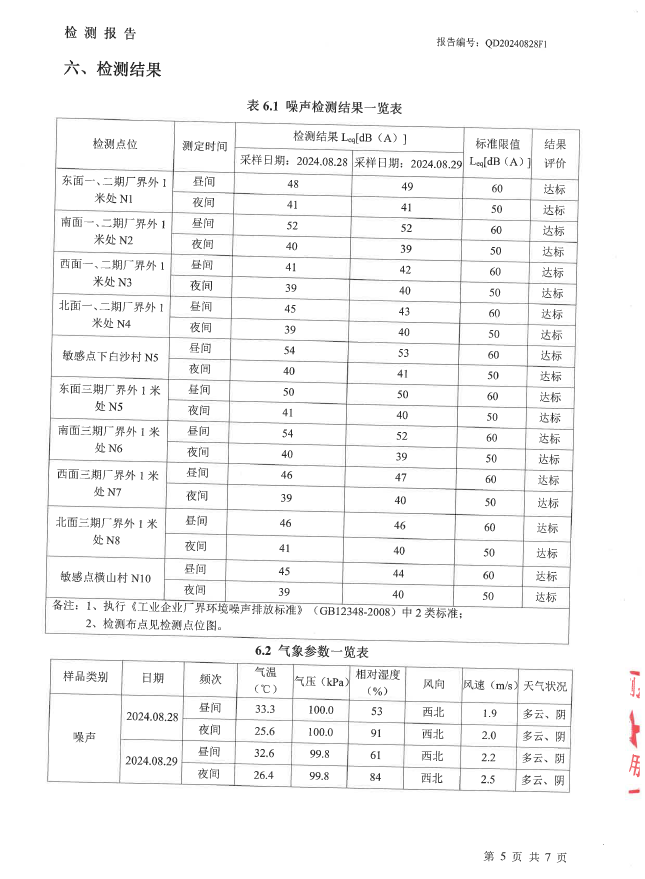 检测报告
报告编号：QD20240828F1
六、检测结果
表 6.1 噪声检测结果一览表
检测点位 测定时间 检测结果 Leq[dB（A）] 标准限值 Leq[dB（A）] 结果评价
采样日期：2024.08.28 采样日期：2024.08.29
东面一、二期厂界外 1 米处 N1 昼间 48 49 60 达标
夜间 41 41 50 达标
南面一、二期厂界外 1 米处 N2 昼间 52 52 60 达标
夜间 40 39 50 达标
西面一、二期厂界外 1 米处 N3 昼间 41 42 60 达标
夜间 39 40 50 达标
北面一、二期厂界外 1 米处 N4 昼间 45 43 60 达标
夜间 39 40 50 达标
敏感点下白沙村 N5 昼间 54 53 60 达标
夜间 40 41 50 达标
东面三期厂界外 1 米处 N5 昼间 50 50 60 达标
夜间 41 40 50 达标
南面三期厂界外 1 米处 N6 昼间 54 52 60 达标
夜间 40 39 50 达标
西面三期厂界外 1 米处 N7 昼间 46 47 60 达标
夜间 39 40 50 达标
北面三期厂界外 1 米处 N8 昼间 46 46 60 达标
夜间 41 40 50 达标
敏感点横山村 N10 昼间 45 44 60 达标
夜间 39 40 50 达标
备注：1、执行《工业企业厂界环境噪声排放标准》（GB12348-2008）中 2 类标准；
2、检测布点见检测点位图。
6.2 气象参数一览表
样品类别 日期 频次 气温（℃） 气压（kPa） 相对湿度（%） 风向 风速（m/s） 天气状况
噪声 2024.08.28 昼间 33.3 100.0 53 西北 1.9 多云、阴
夜间 25.6 100.0 91 西北 2.0 多云、阴
2024.08.29 昼间 32.6 99.8 61 西北 2.2 多云、阴
夜间 26.4 99.8 84 西北 2.5 多云、阴
用
第 5 页 共 7 页